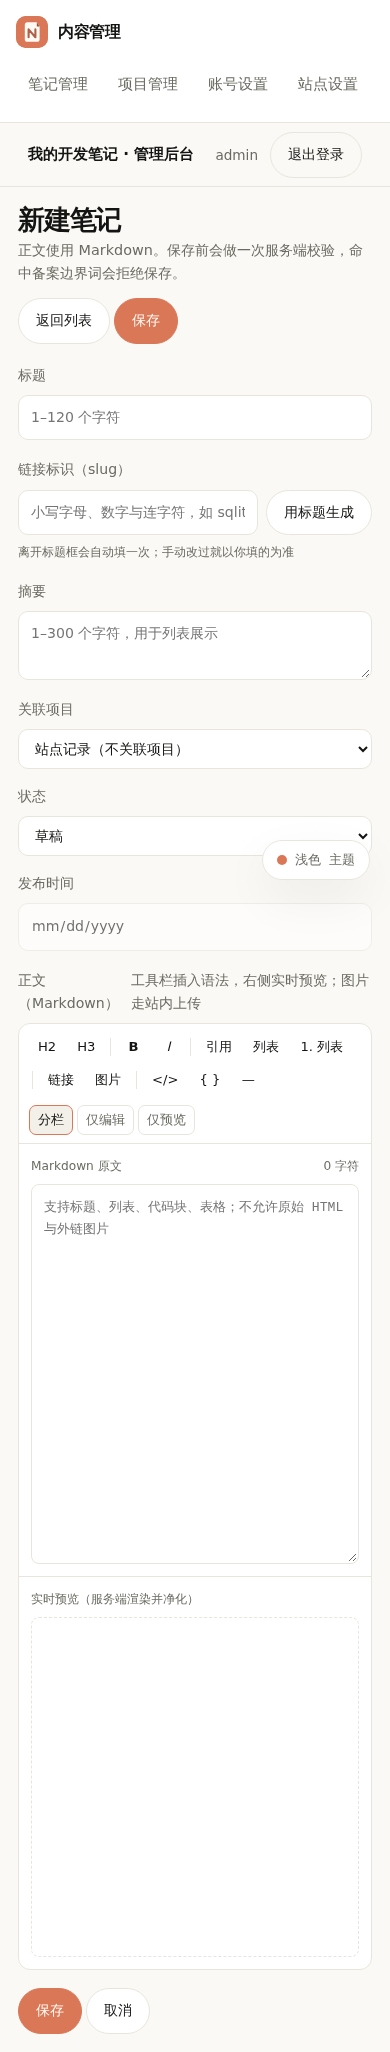 内容管理
笔记管理 项目管理 账号设置 站点设置
我的开发笔记 · 管理后台 admin 退出登录
新建笔记
正文使用 Markdown。保存前会做一次服务端校验，命
中备案边界词会拒绝保存。
返回列表 保存
标题
1–120 个字符
链接标识（slug）
小写字母、数字与连字符，如 sqlit 用标题生成
离开标题框会自动填一次；手动改过就以你填的为准
摘要
1–300 个字符，用于列表展示
关联项目
站点记录（不关联项目）
状态
草稿
浅色 主题
发布时间
mm/dd/yyyy
正文
（Markdown）
工具栏插入语法，右侧实时预览；图片
走站内上传
H2 H3 B I 引用 列表 1. 列表
链接 图片 </> { } —
分栏 仅编辑 仅预览
Markdown 原文 0 字符
支持标题、列表、代码块、表格；不允许原始 HTML
与外链图片
实时预览（服务端渲染并净化）
保存 取消